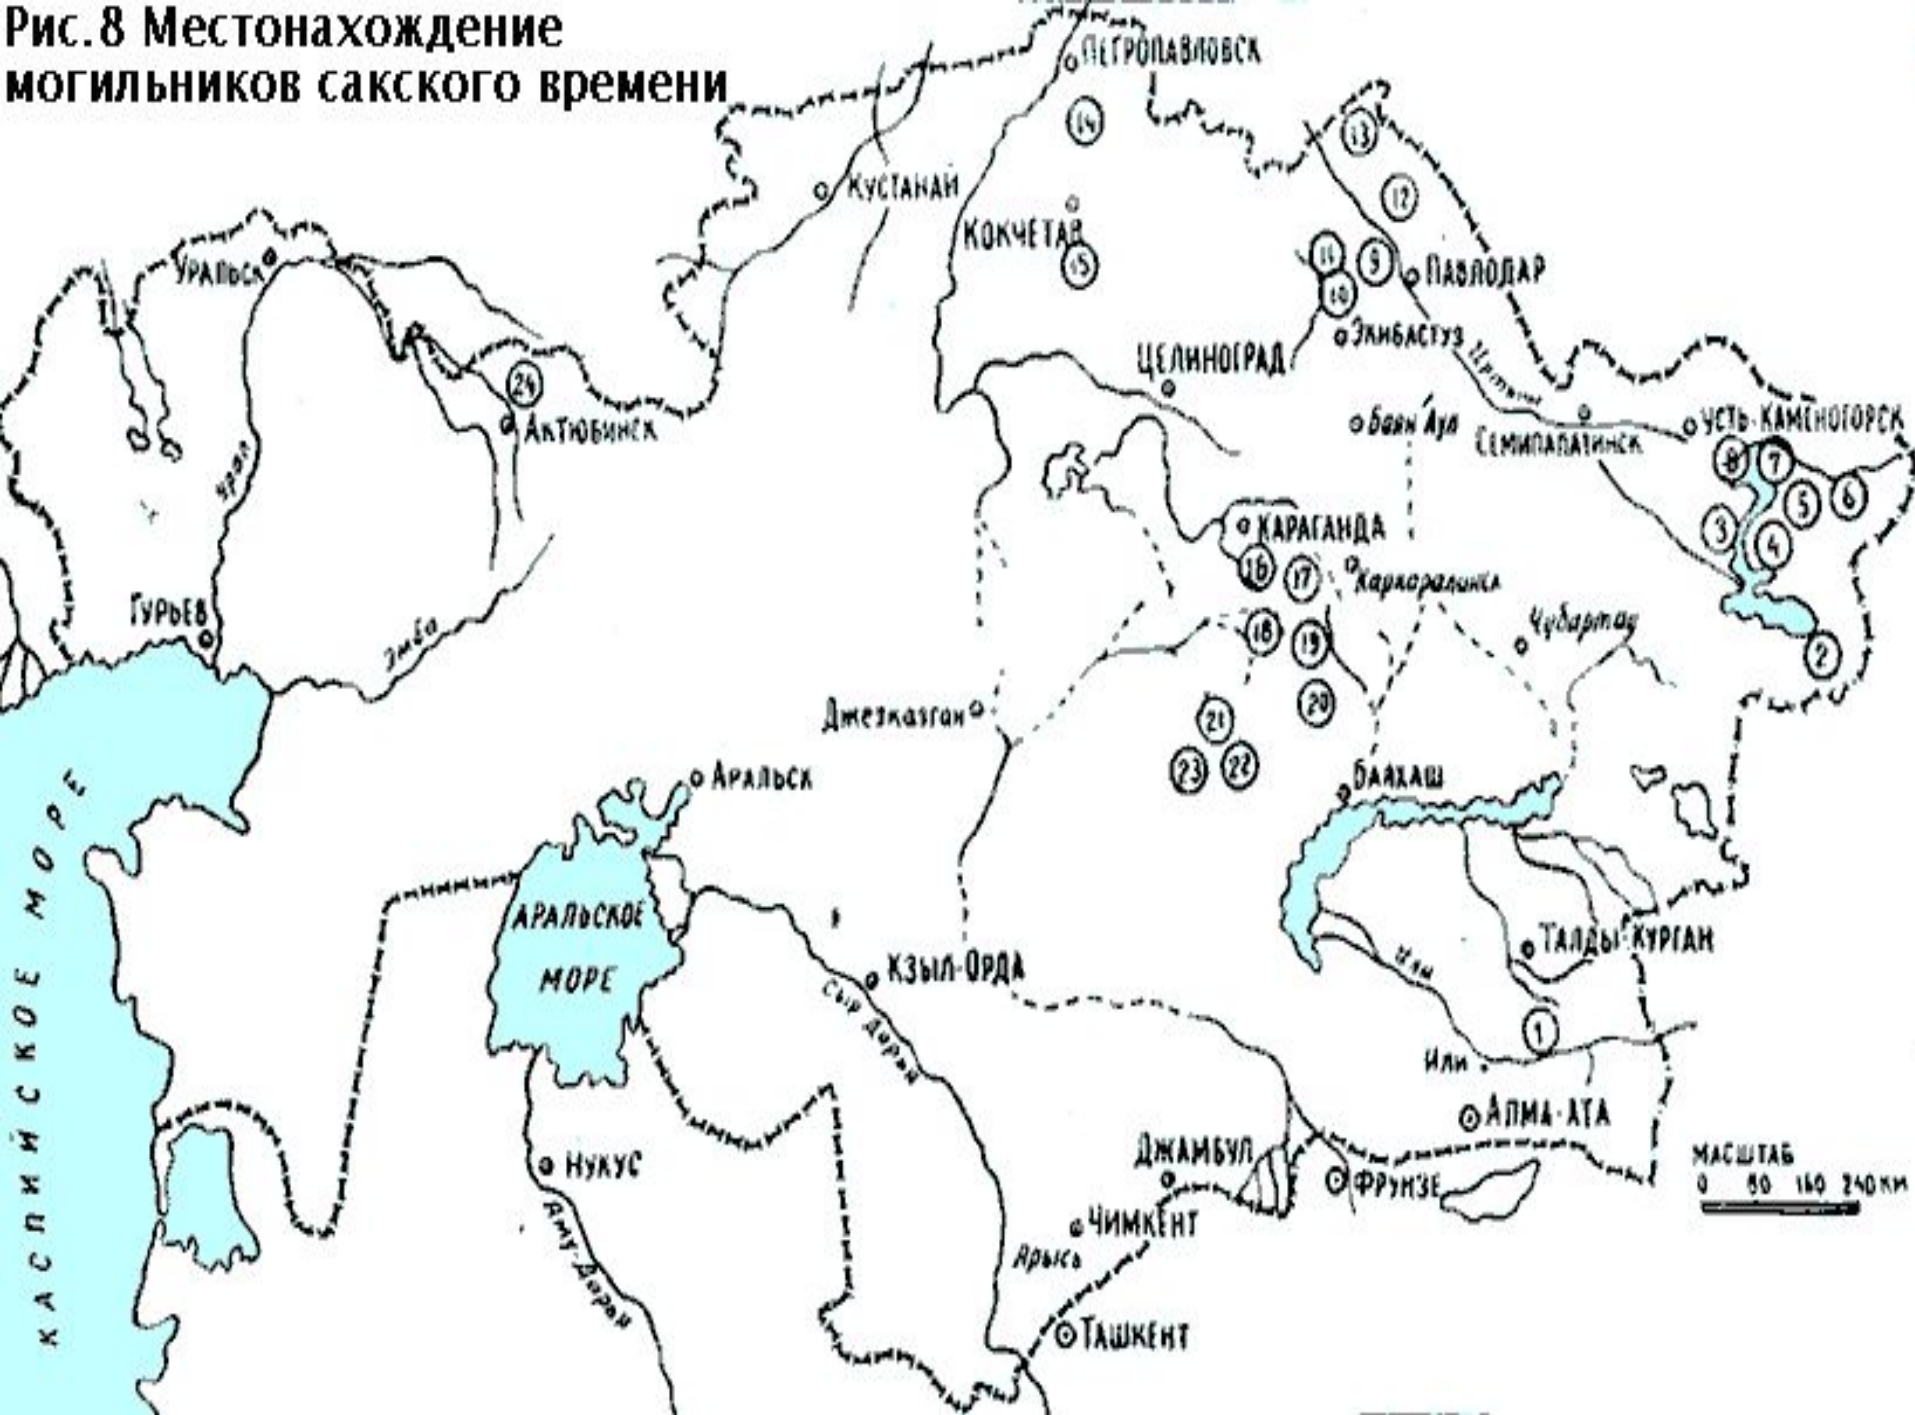 Рис.8 Местонахождение
могильников сакского времени
ПЕТРОПАВЛОВСК
14
13
КУСТАНАЙ
12
КОКЧЕТАВ
15
11
9
10
ПАВЛОДАР
УРАЛЬСК
ЭКИБАСТУЗ
Иртыш
ЦЕЛИНОГРАД
24
АКТЮБИНСК
Баян Аул
СЕМИПАЛАТИНСК
УСТЬ-КАМЕНОГОРСК
8
7
5
6
3
4
Урал
КАРАГАНДА
16
17
Каркаралинск
ГУРЬЕВ
Эмба
18
19
Чубартау
2
Джезказган
20
21
23
22
АРАЛЬСК
БАЛХАШ
КАСПИЙСКОЕ МОРЕ
АРАЛЬСКОЕ
МОРЕ
КЗЫЛ-ОРДА
Сыр Дарья
ТАЛДЫ-КУРГАН
Или
1
Или
АЛМА-АТА
НУКУС
Аму-Дарья
ДЖАМБУЛ
ФРУНЗЕ
ЧИМКЕНТ
Арысь
ТАШКЕНТ
МАСШТАБ
0 80 160 240 КМ